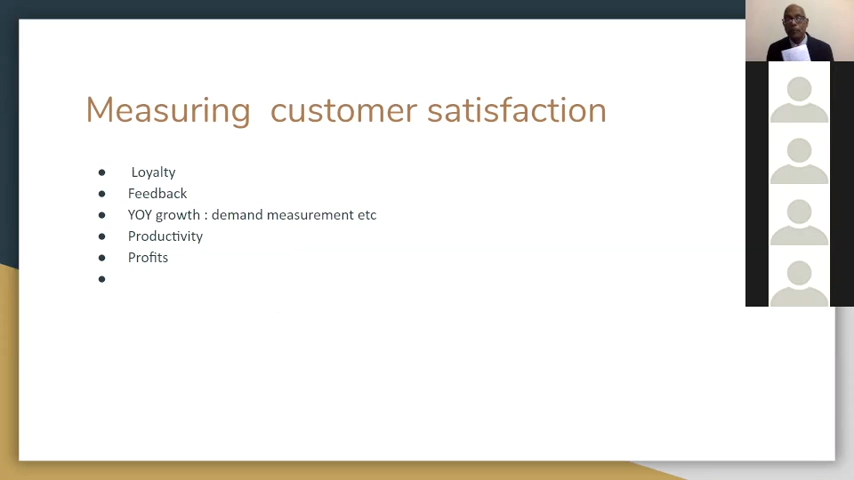 Measuring customer satisfaction
● Loyalty
● Feedback
● YOY growth : demand measurement etc
● Productivity
● Profits
●